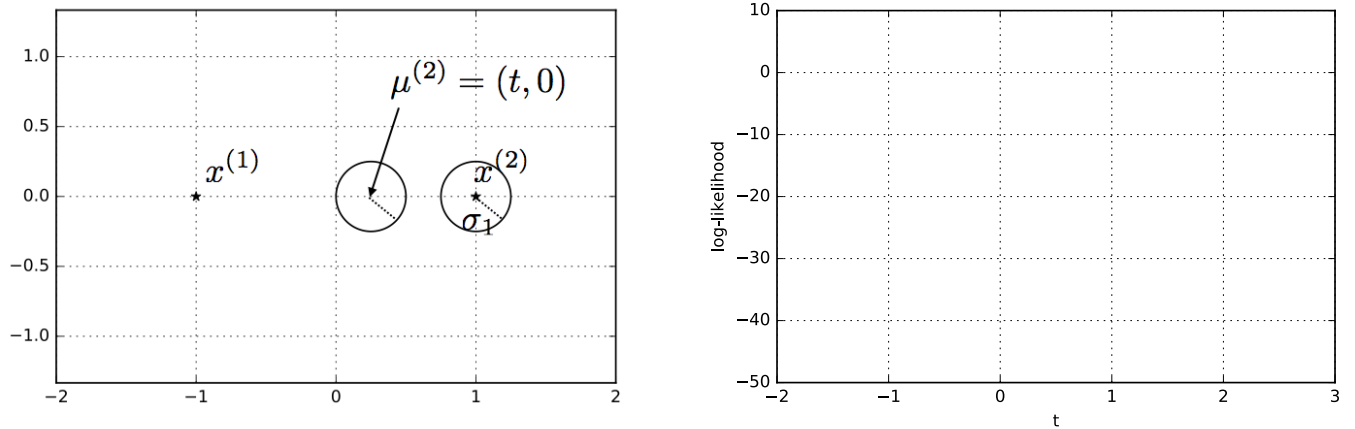 1.0
0.5
0.0
−0.5
−1.0
−2 −1 0 1 2
μ^(2) = (t, 0)
x^(1)
x^(2)
σ_1
10
0
−10
−20
−30
−40
−50
log-likelihood
−2 −1 0 1 2 3
t